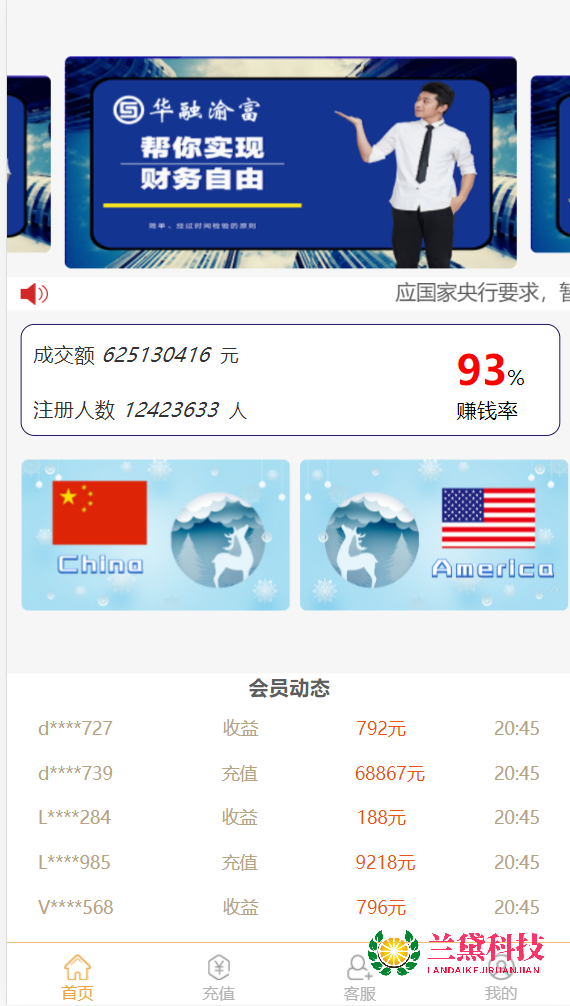 华融渝富
帮你实现
财务自由
简单、经过时间检验的原则
应国家央行要求，暂
成交额 625130416 元
93%
注册人数 12423633 人
赚钱率
China
America
会员动态
d****727 收益 792元 20:45
d****739 充值 68867元 20:45
L****284 收益 188元 20:45
L****985 充值 9218元 20:45
V****568 收益 796元 20:45
兰黛科技
LANDAIKEJIRUANJIAN
首页 充值 客服 我的